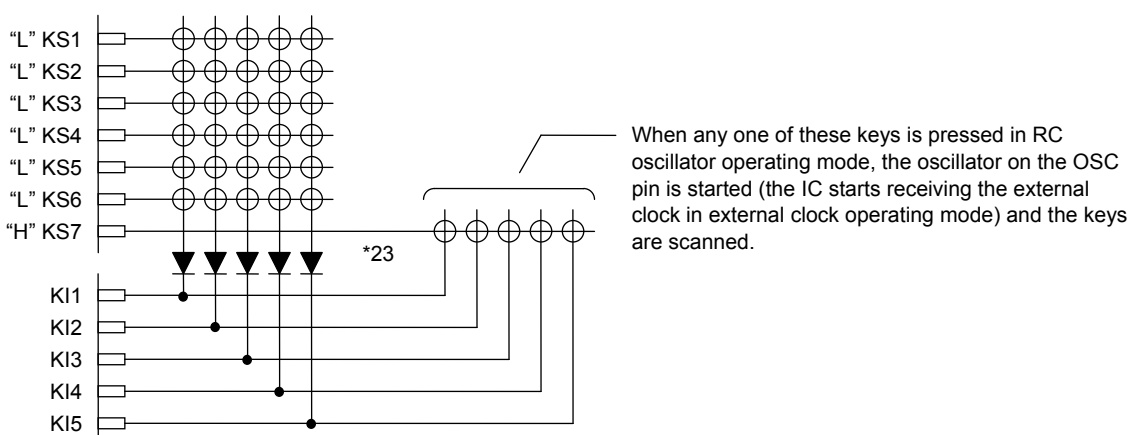 “L” KS1
“L” KS2
“L” KS3
“L” KS4
“L” KS5
“L” KS6
“H” KS7
*23
KI1
KI2
KI3
KI4
KI5
When any one of these keys is pressed in RC
oscillator operating mode, the oscillator on the OSC
pin is started (the IC starts receiving the external
clock in external clock operating mode) and the keys
are scanned.